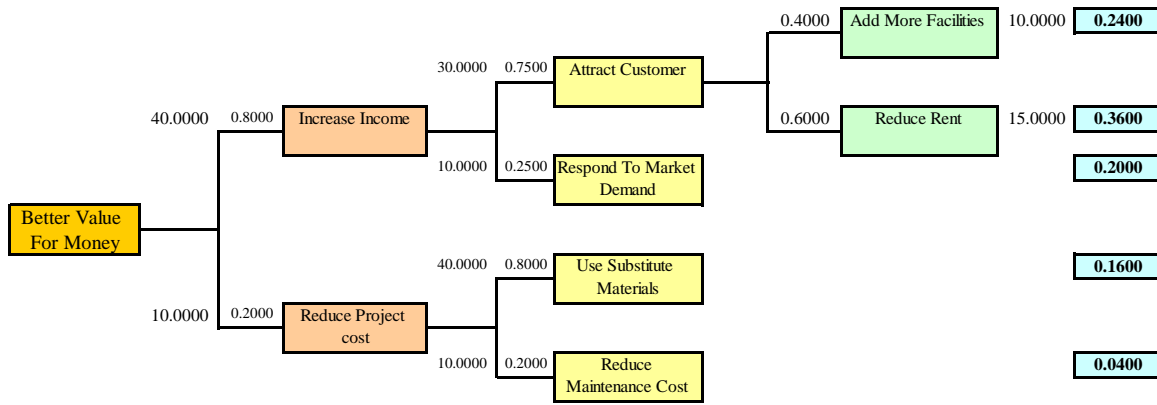 0.4000
Add More Facilities
10.0000
0.2400
30.0000
0.7500
Attract Customer
40.0000
0.8000
Increase Income
0.6000
Reduce Rent
15.0000
0.3600
10.0000
0.2500
Respond To Market
Demand
0.2000
Better Value
For Money
40.0000
0.8000
Use Substitute
Materials
0.1600
10.0000
0.2000
Reduce Project
cost
10.0000
0.2000
Reduce
Maintenance Cost
0.0400